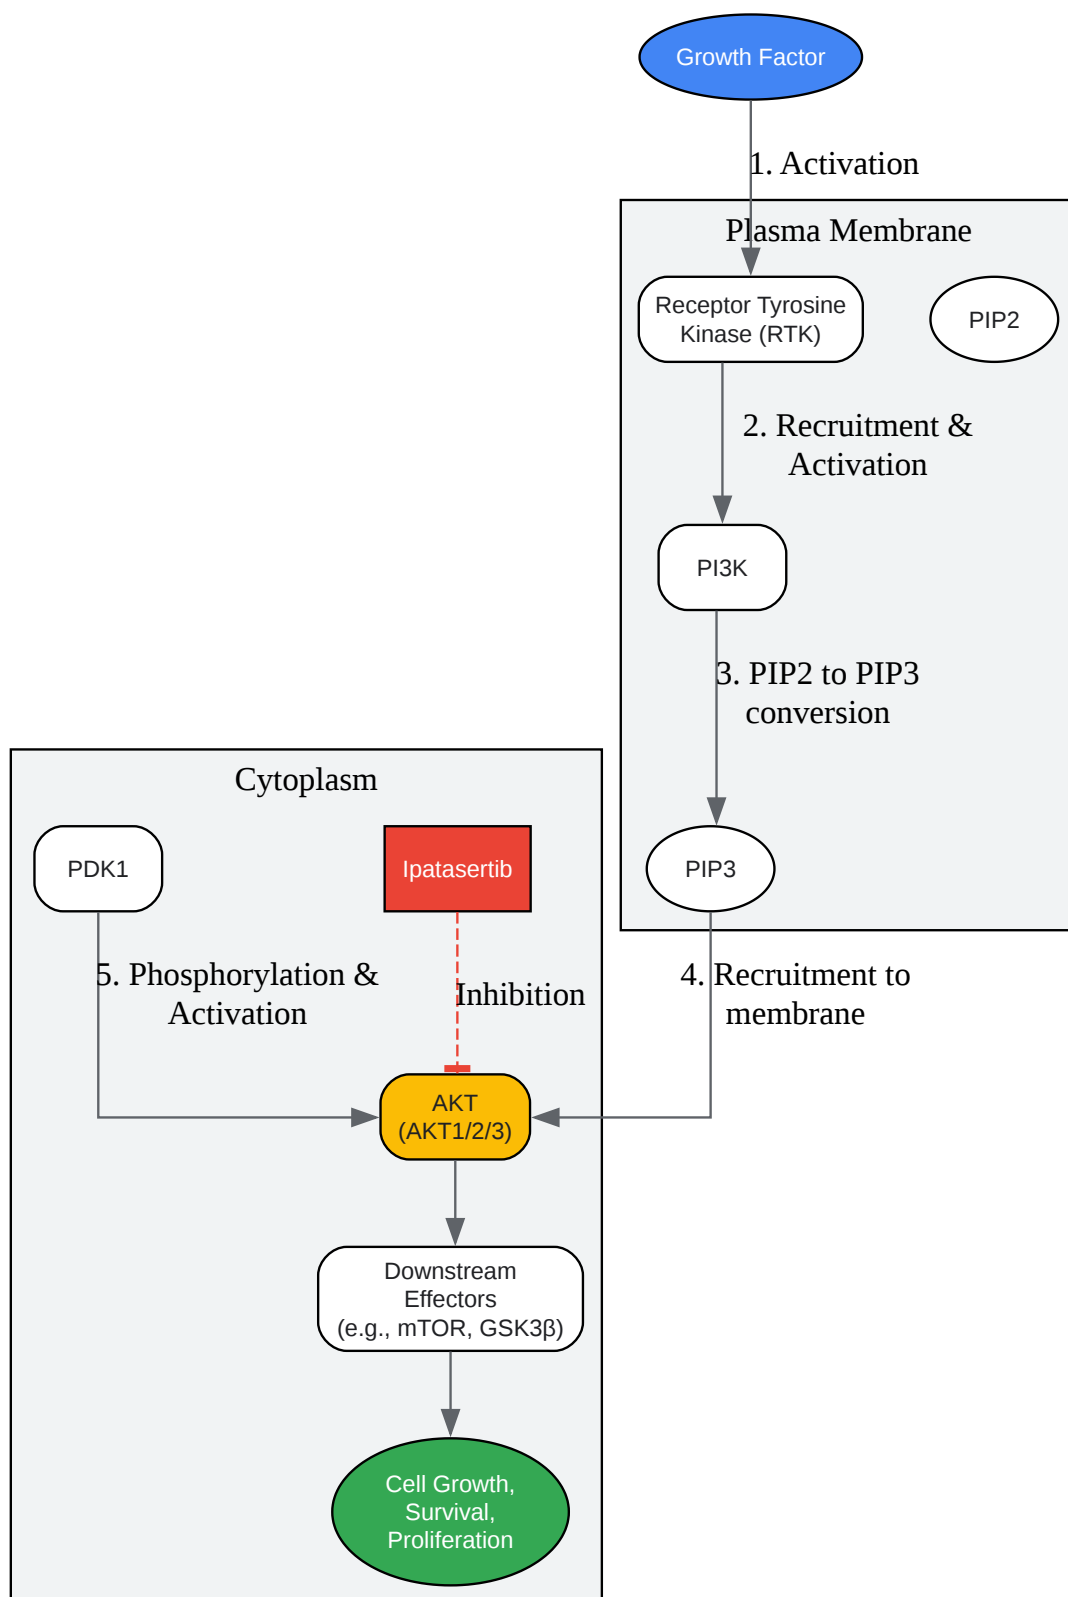 Growth Factor
1. Activation
Plasma Membrane
Receptor Tyrosine
Kinase (RTK)
PIP2
2. Recruitment &
Activation
PI3K
3. PIP2 to PIP3
conversion
Cytoplasm
PDK1
Ipatasertib
PIP3
5. Phosphorylation &
Activation
Inhibition
4. Recruitment to
membrane
AKT
(AKT1/2/3)
Downstream
Effectors
(e.g., mTOR, GSK3β)
Cell Growth,
Survival,
Proliferation